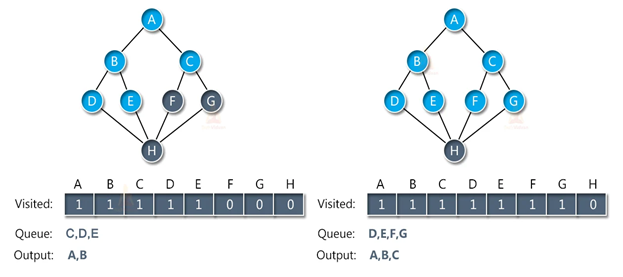 A
B C
D E F G
H
A B C D E F G H
Visited: 1 1 1 1 1 0 0 0
Queue: C,D,E
Output: A,B
A
B C
D E F G
H
A B C D E F G H
Visited: 1 1 1 1 1 1 1 0
Queue: D,E,F,G
Output: A,B,C